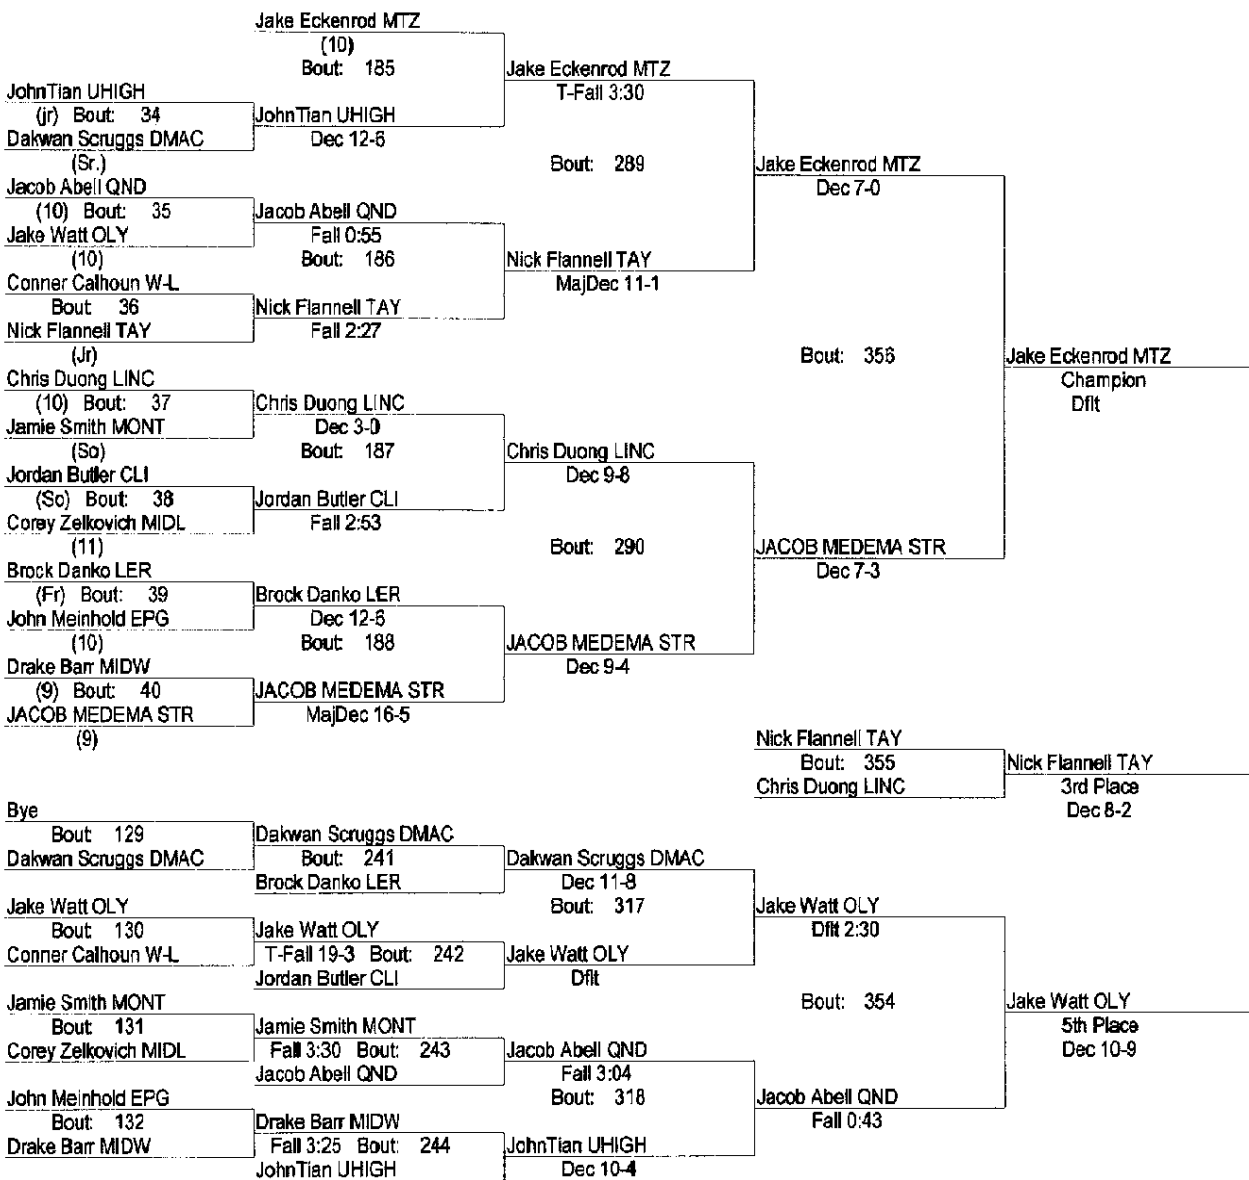 Jake Eckenrod MTZ
(10)
Bout: 185
Jake Eckenrod MTZ
T-Fall 3:30
JohnTian UHIGH
(jr) Bout: 34
JohnTian UHIGH
Dakwan Scruggs DMAC
Dec 12-6
(Sr.)
Bout: 289
Jake Eckenrod MTZ
Dec 7-0
Jacob Abell QND
(10) Bout: 35
Jacob Abell QND
Jake Watt OLY
Fall 0:55
(10)
Bout: 186
Nick Flannell TAY
MajDec 11-1
Conner Calhoun W-L
Bout 36
Nick Flannell TAY
Nick Flannell TAY
Fall 2:27
(Jr)
Bout: 356
Jake Eckenrod MTZ
Champion
Dflt
Chris Duong LINC
(10) Bout: 37
Chris Duong LINC
Jamie Smith MONT
Dec 3-0
(So)
Bout: 187
Chris Duong LINC
Dec 9-8
Jordan Butler CLI
(So) Bout: 38
Jordan Butler CLI
Corey Zelkovich MIDL
Fall 2:53
(11)
Bout: 290
JACOB MEDEMA STR
Dec 7-3
Brock Danko LER
(Fr) Bout: 39
Brock Danko LER
John Meinhold EPG
Dec 12-6
(10)
Bout: 188
JACOB MEDEMA STR
Dec 9-4
Drake Barr MIDW
(9) Bout: 40
JACOB MEDEMA STR
JACOB MEDEMA STR
MajDec 16-5
(9)
Nick Flannell TAY
Bout: 355
Nick Flannell TAY
Chris Duong LINC
3rd Place
Dec 8-2
Bye
Bout 129
Dakwan Scruggs DMAC
Dakwan Scruggs DMAC
Bout: 241
Dakwan Scruggs DMAC
Brock Danko LER
Dec 11-8
Bout: 317
Jake Watt OLY
Dflt 2:30
Jake Watt OLY
Bout: 130
Jake Watt OLY
Conner Calhoun W-L
T-Fall 19-3 Bout: 242
Jake Watt OLY
Jordan Butler CLI
Dflt
Bout: 354
Jake Watt OLY
5th Place
Dec 10-9
Jamie Smith MONT
Bout 131
Jamie Smith MONT
Corey Zelkovich MIDL
Fall 3:30 Bout: 243
Jacob Abell QND
Jacob Abell QND
Fall 3:04
Bout: 318
Jacob Abell QND
Fall 0:43
John Meinhold EPG
Bout: 132
Drake Barr MIDW
Drake Barr MIDW
Fall 3:25 Bout: 244
JohnTian UHIGH
JohnTian UHIGH
Dec 10-4